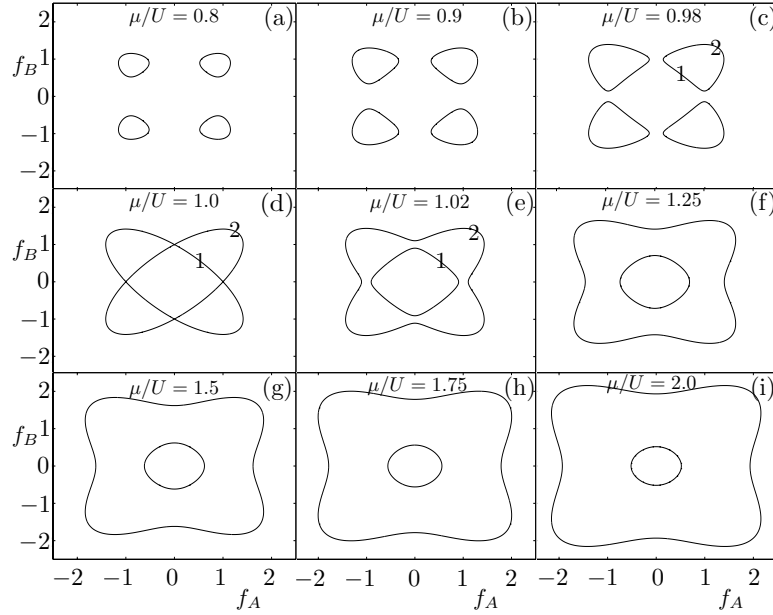 2 μ/U = 0.8 (a) μ/U = 0.9 (b) μ/U = 0.98 (c)
f_B 1 2
0 1
−1
−2
2 μ/U = 1.0 (d) μ/U = 1.02 (e) μ/U = 1.25 (f)
f_B 1 2 2
0 1 1
−1
−2
2 μ/U = 1.5 (g) μ/U = 1.75 (h) μ/U = 2.0 (i)
f_B 1
0
−1
−2
−2 −1 0 1 2 −2 −1 0 1 2 −2 −1 0 1 2
f_A f_A f_A